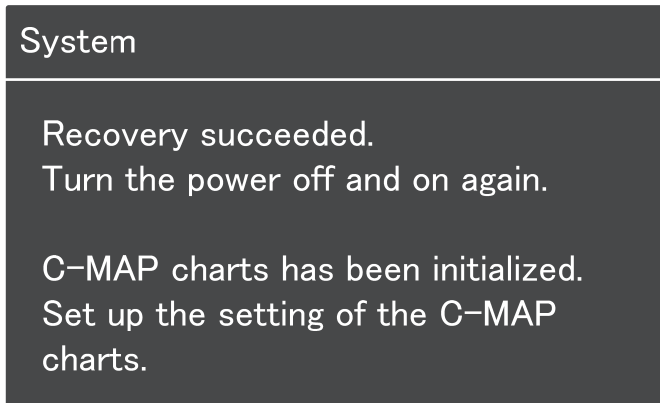 System
Recovery succeeded.
Turn the power off and on again.
C-MAP charts has been initialized.
Set up the setting of the C-MAP
charts.